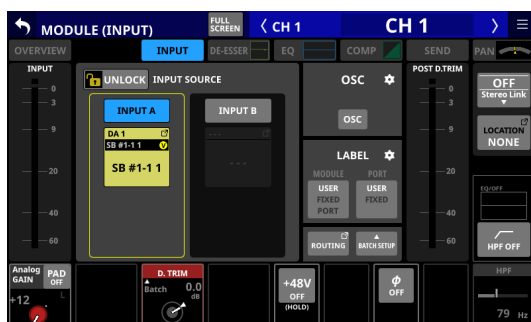 MODULE (INPUT)
FULL SCREEN
CH 1
CH 1
OVERVIEW
INPUT
DE-ESSER
EQ
COMP
SEND
PAN
INPUT
0
3
9
20
40
60
UNLOCK
INPUT SOURCE
INPUT A
DA 1
SB #1-1 1
V
SB #1-1 1
INPUT B
---
---
OSC
OSC
LABEL
MODULE
PORT
USER
FIXED
PORT
USER
FIXED
ROUTING
BATCH SETUP
POST D.TRIM
0
3
9
20
40
60
OFF
Stereo Link
LOCATION
NONE
EQ/OFF
HPF OFF
Analog
GAIN
PAD
OFF
+12
L
D. TRIM
Batch
0.0
dB
+48V
OFF
(HOLD)
ϕ
OFF
HPF
79 Hz